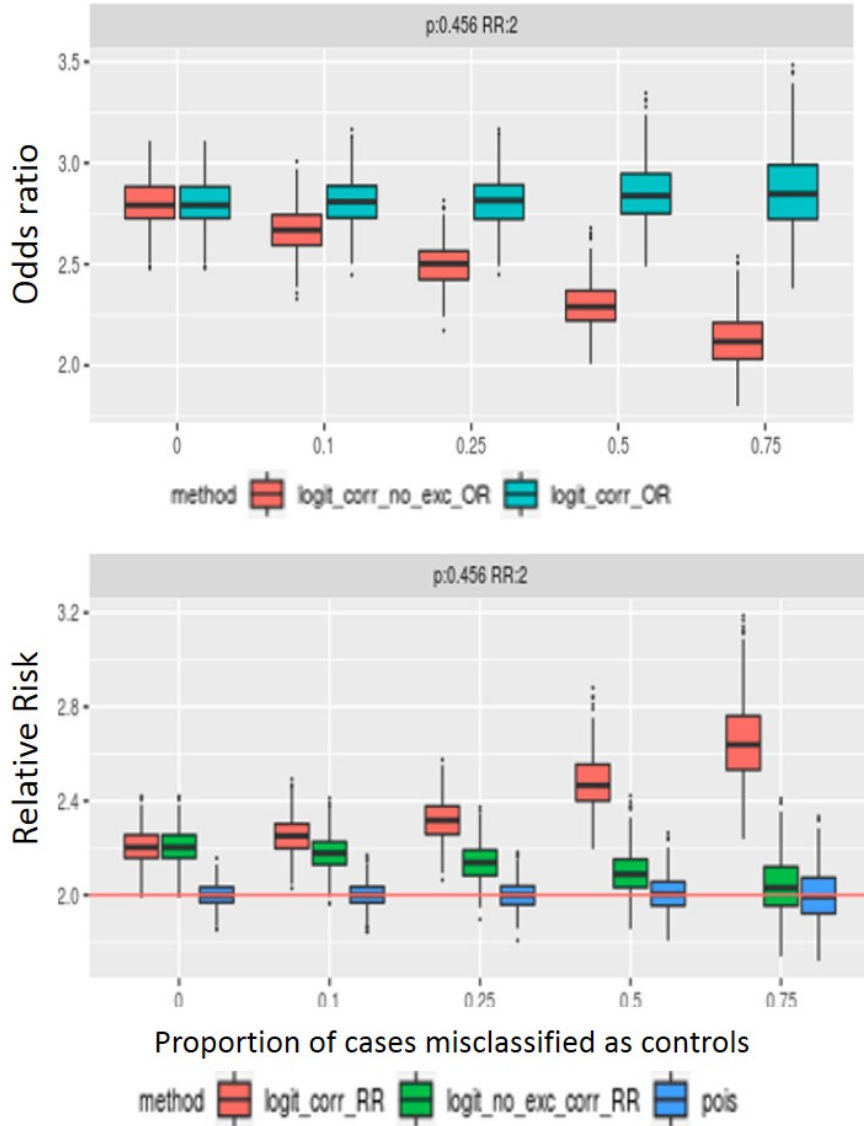 p:0.456 RR:2
Odds ratio
3.5
3.0
2.5
2.0
0 0.1 0.25 0.5 0.75
method logit_corr_no_exc_OR logit_corr_OR
p:0.456 RR:2
Relative Risk
3.2
2.8
2.4
2.0
0 0.1 0.25 0.5 0.75
Proportion of cases misclassified as controls
method logit_corr_RR logit_no_exc_corr_RR pois